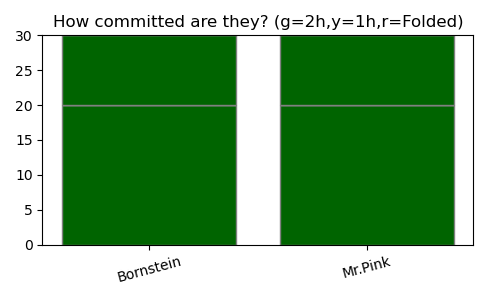 How committed are they? (g=2h,y=1h,r=Folded)
30
25
20
15
10
5
0
Bornstein
Mr.Pink